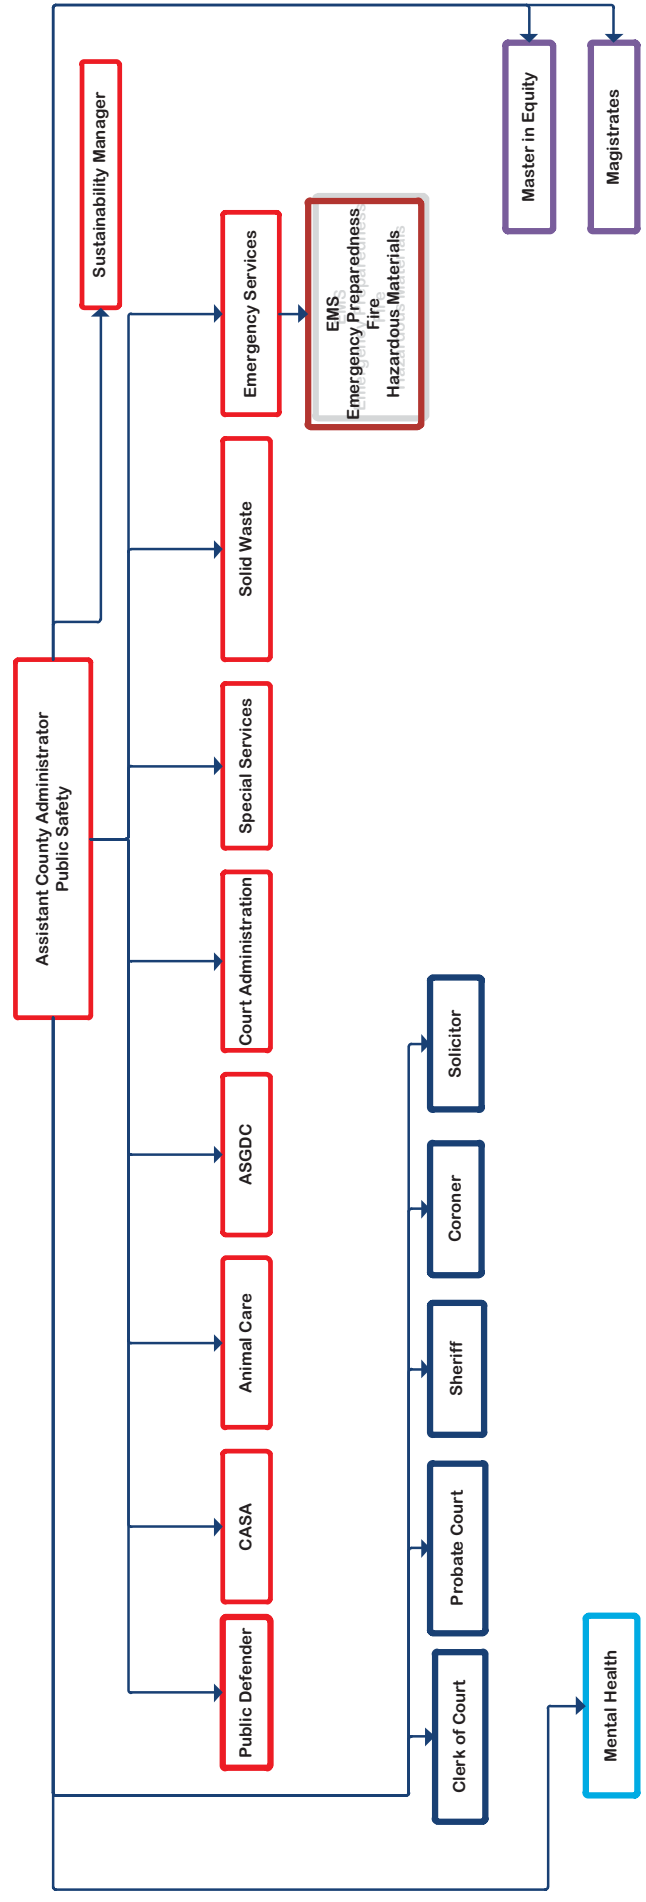 Assistant County Administrator
Public Safety
Sustainability Manager
Public Defender
CASA
Animal Care
ASGDC
Court Administration
Special Services
Solid Waste
Emergency Services
EMS
Emergency Preparedness
Fire
Hazardous Materials
Clerk of Court
Probate Court
Sheriff
Coroner
Solicitor
Master in Equity
Mental Health
Magistrates